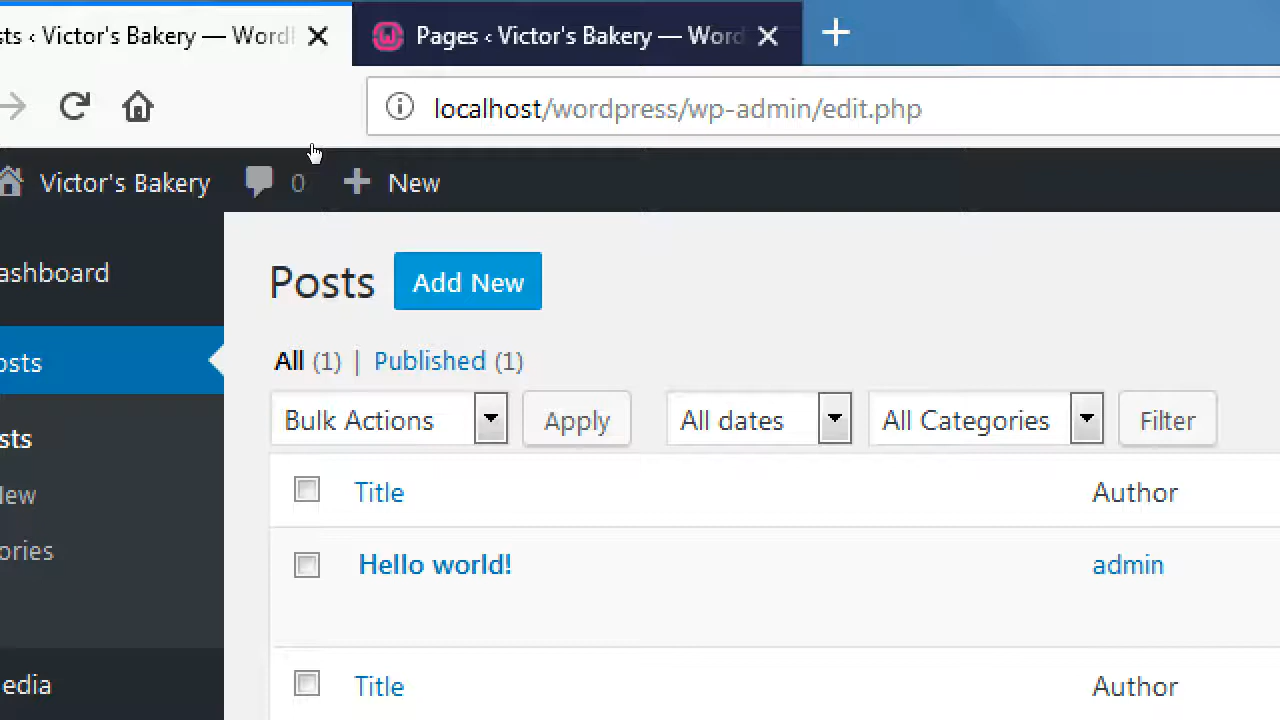 sts ‹ Victor's Bakery — Word
Pages ‹ Victor's Bakery — Word
localhost/wordpress/wp-admin/edit.php
Victor's Bakery 0 New
ashboard
Posts Add New
osts
All (1) | Published (1)
Bulk Actions Apply All dates All Categories Filter
sts
Title Author
ew
ories
Hello world! admin
edia
Title Author